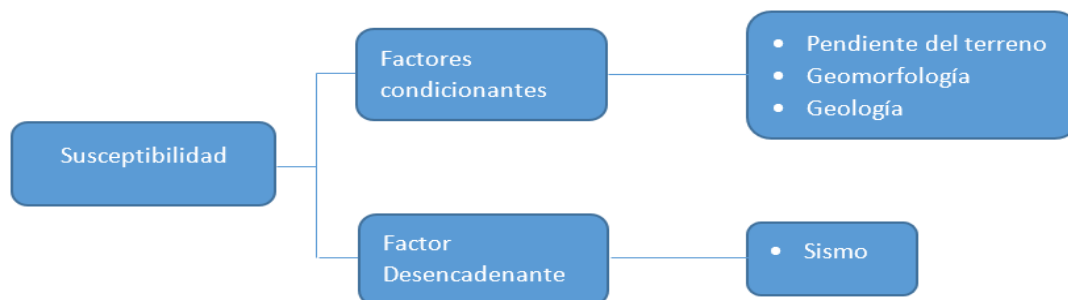 Susceptibilidad
Factores
condicionantes
• Pendiente del terreno
• Geomorfología
• Geología
Factor
Desencadenante
• Sismo